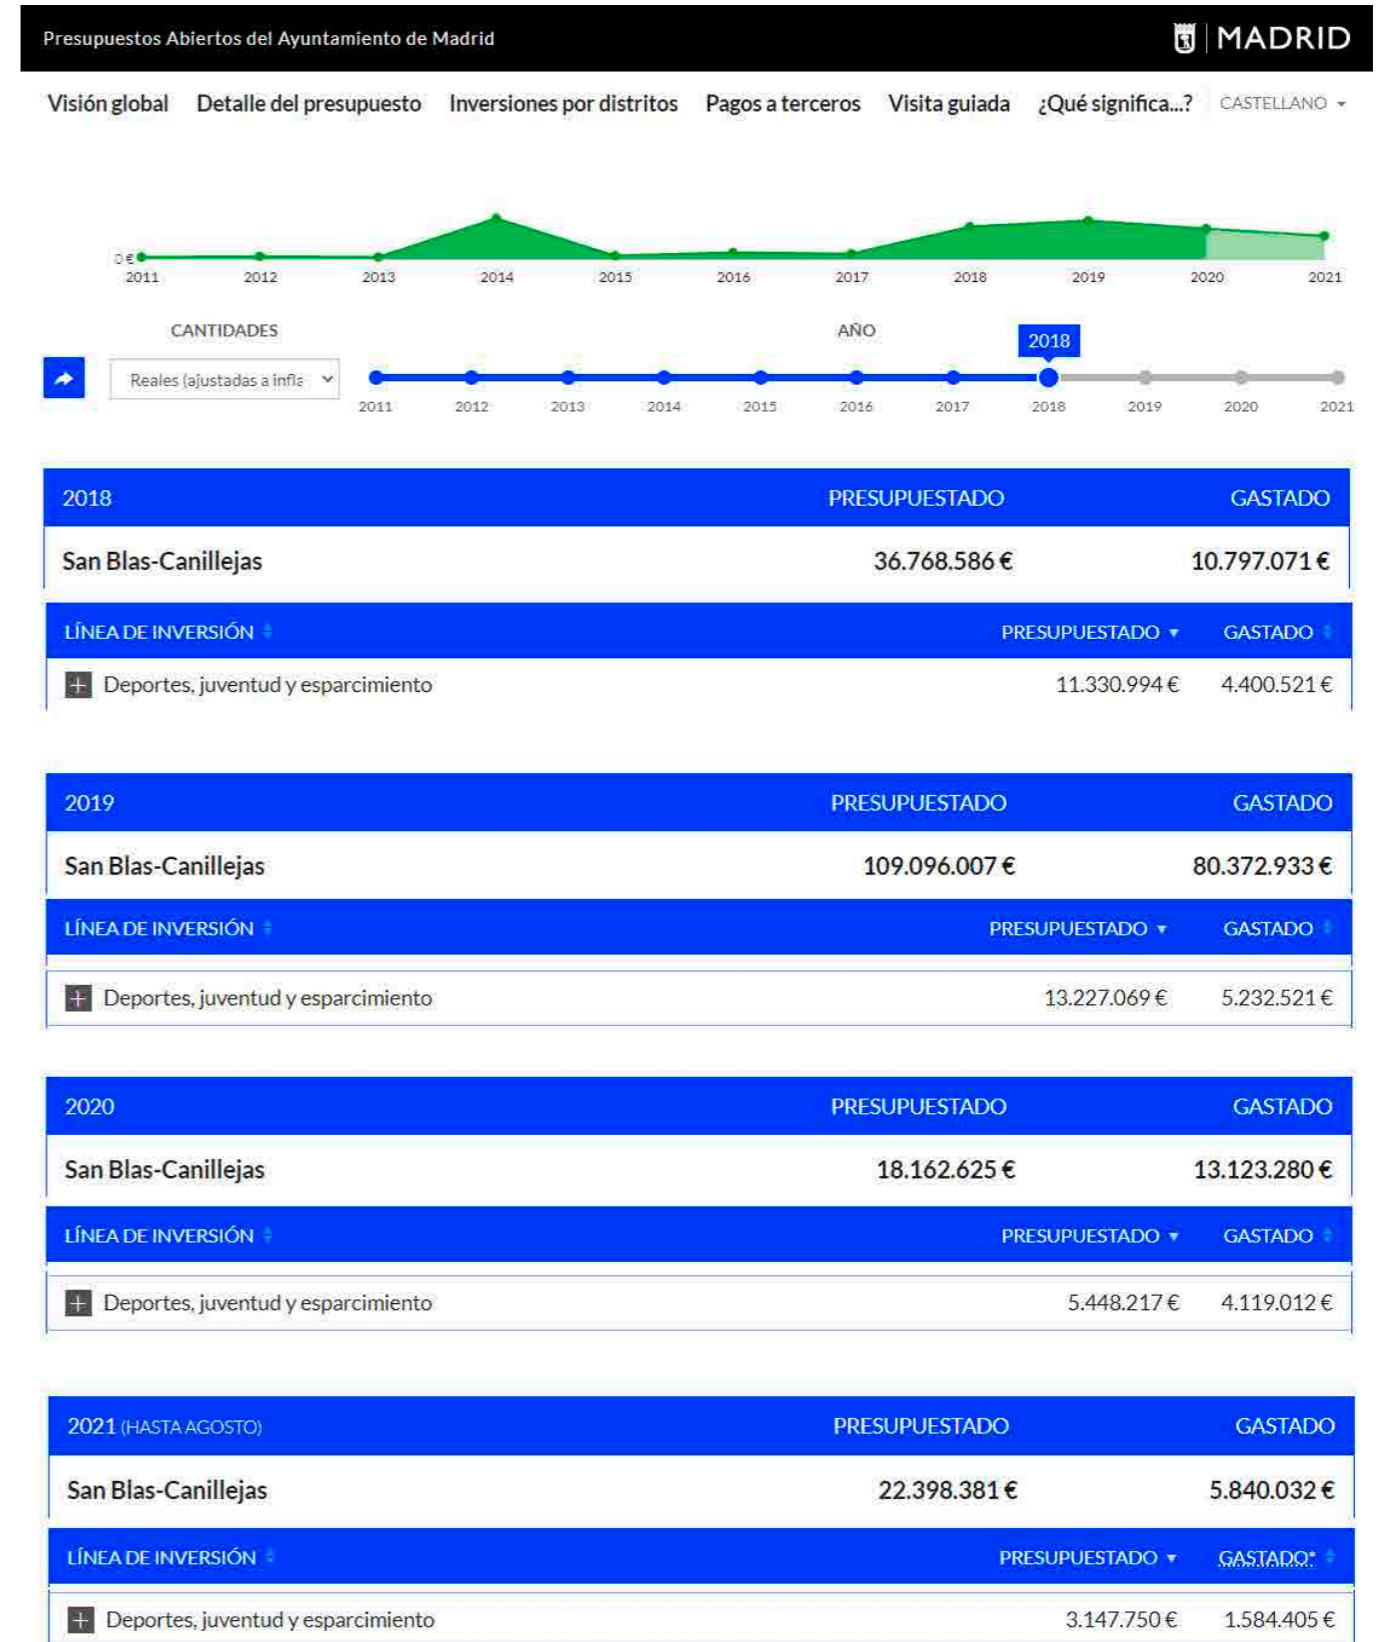 Presupuestos Abiertos del Ayuntamiento de Madrid MADRID
Visión global Detalle del presupuesto Inversiones por distritos Pagos a terceros Visita guiada ¿Qué significa...? CASTELLANO
0 €
2011 2012 2013 2014 2015 2016 2017 2018 2019 2020 2021
CANTIDADES AÑO
2018
Reales (ajustadas a infla
2011 2012 2013 2014 2015 2016 2017 2018 2019 2020 2021
2018 PRESUPUESTADO GASTADO
San Blas-Canillejas 36.768.586 € 10.797.071 €
LÍNEA DE INVERSIÓN PRESUPUESTADO GASTADO
Deportes, juventud y esparcimiento 11.330.994 € 4.400.521 €
2019 PRESUPUESTADO GASTADO
San Blas-Canillejas 109.096.007 € 80.372.933 €
LÍNEA DE INVERSIÓN PRESUPUESTADO GASTADO
Deportes, juventud y esparcimiento 13.227.069 € 5.232.521 €
2020 PRESUPUESTADO GASTADO
San Blas-Canillejas 18.162.625 € 13.123.280 €
LÍNEA DE INVERSIÓN PRESUPUESTADO GASTADO
Deportes, juventud y esparcimiento 5.448.217 € 4.119.012 €
2021 (HASTA AGOSTO) PRESUPUESTADO GASTADO
San Blas-Canillejas 22.398.381 € 5.840.032 €
LÍNEA DE INVERSIÓN PRESUPUESTADO GASTADO*
Deportes, juventud y esparcimiento 3.147.750 € 1.584.405 €